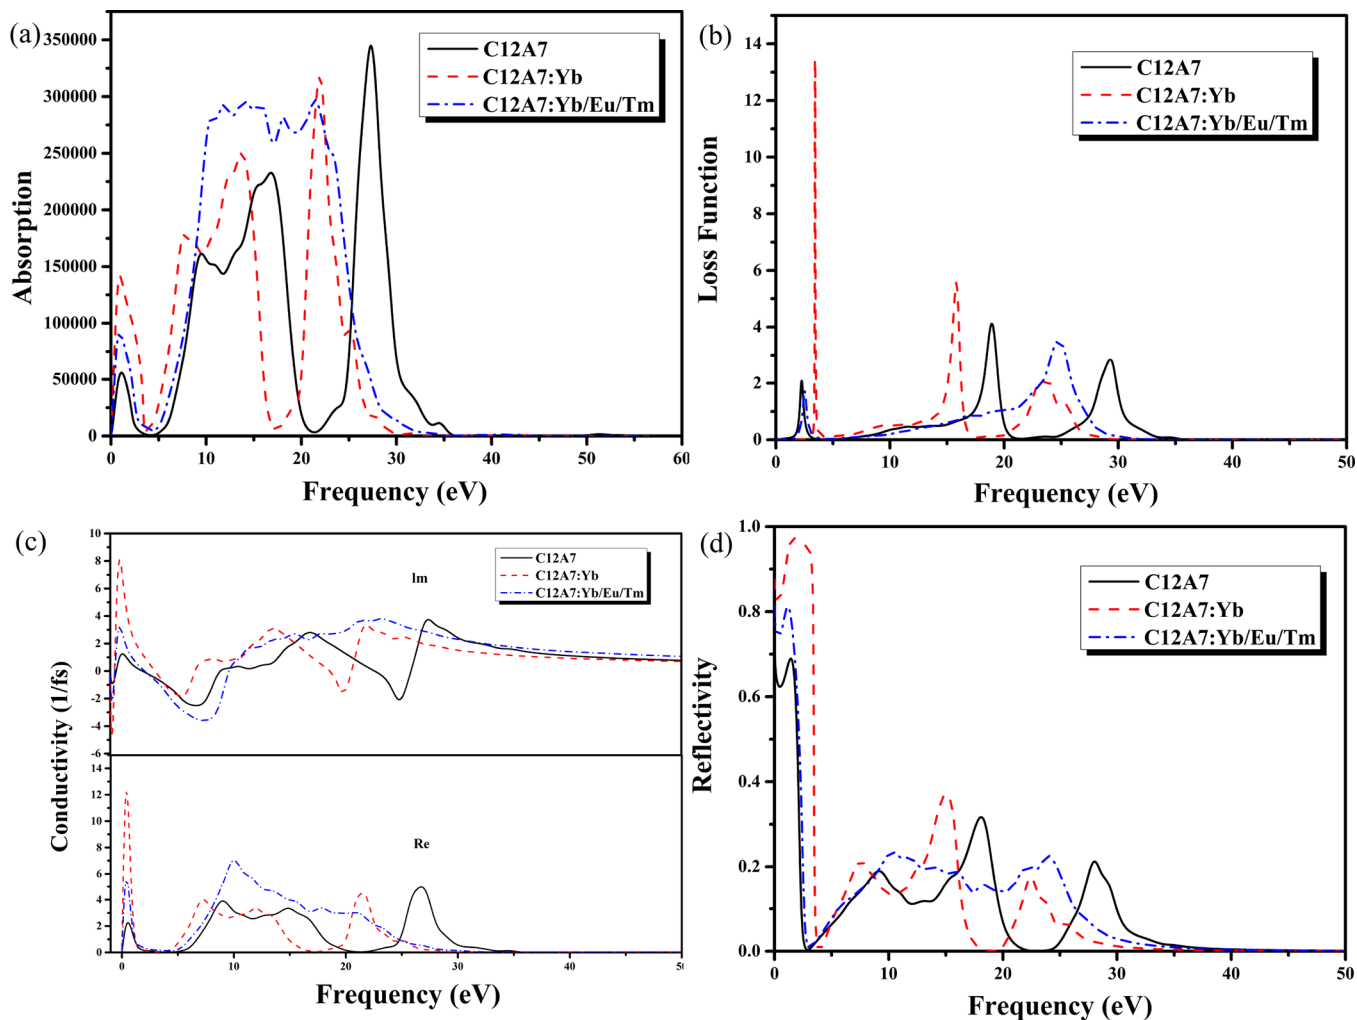 (a)
350000
300000
250000
200000
150000
100000
50000
0
Absorption
C12A7
C12A7:Yb
C12A7:Yb/Eu/Tm
0 10 20 30 40 50 60
Frequency (eV)
(b)
14
12
10
8
6
4
2
0
Loss Function
C12A7
C12A7:Yb
C12A7:Yb/Eu/Tm
0 10 20 30 40 50
Frequency (eV)
(c)
10
8
6
4
2
0
-2
-4
-6
14
12
10
8
6
4
2
0
Conductivity (1/fs)
C12A7
C12A7:Yb
C12A7:Yb/Eu/Tm
Im
Re
0 10 20 30 40 50
Frequency (eV)
(d)
1.0
0.8
0.6
0.4
0.2
0.0
Reflectivity
C12A7
C12A7:Yb
C12A7:Yb/Eu/Tm
0 10 20 30 40 50
Frequency (eV)